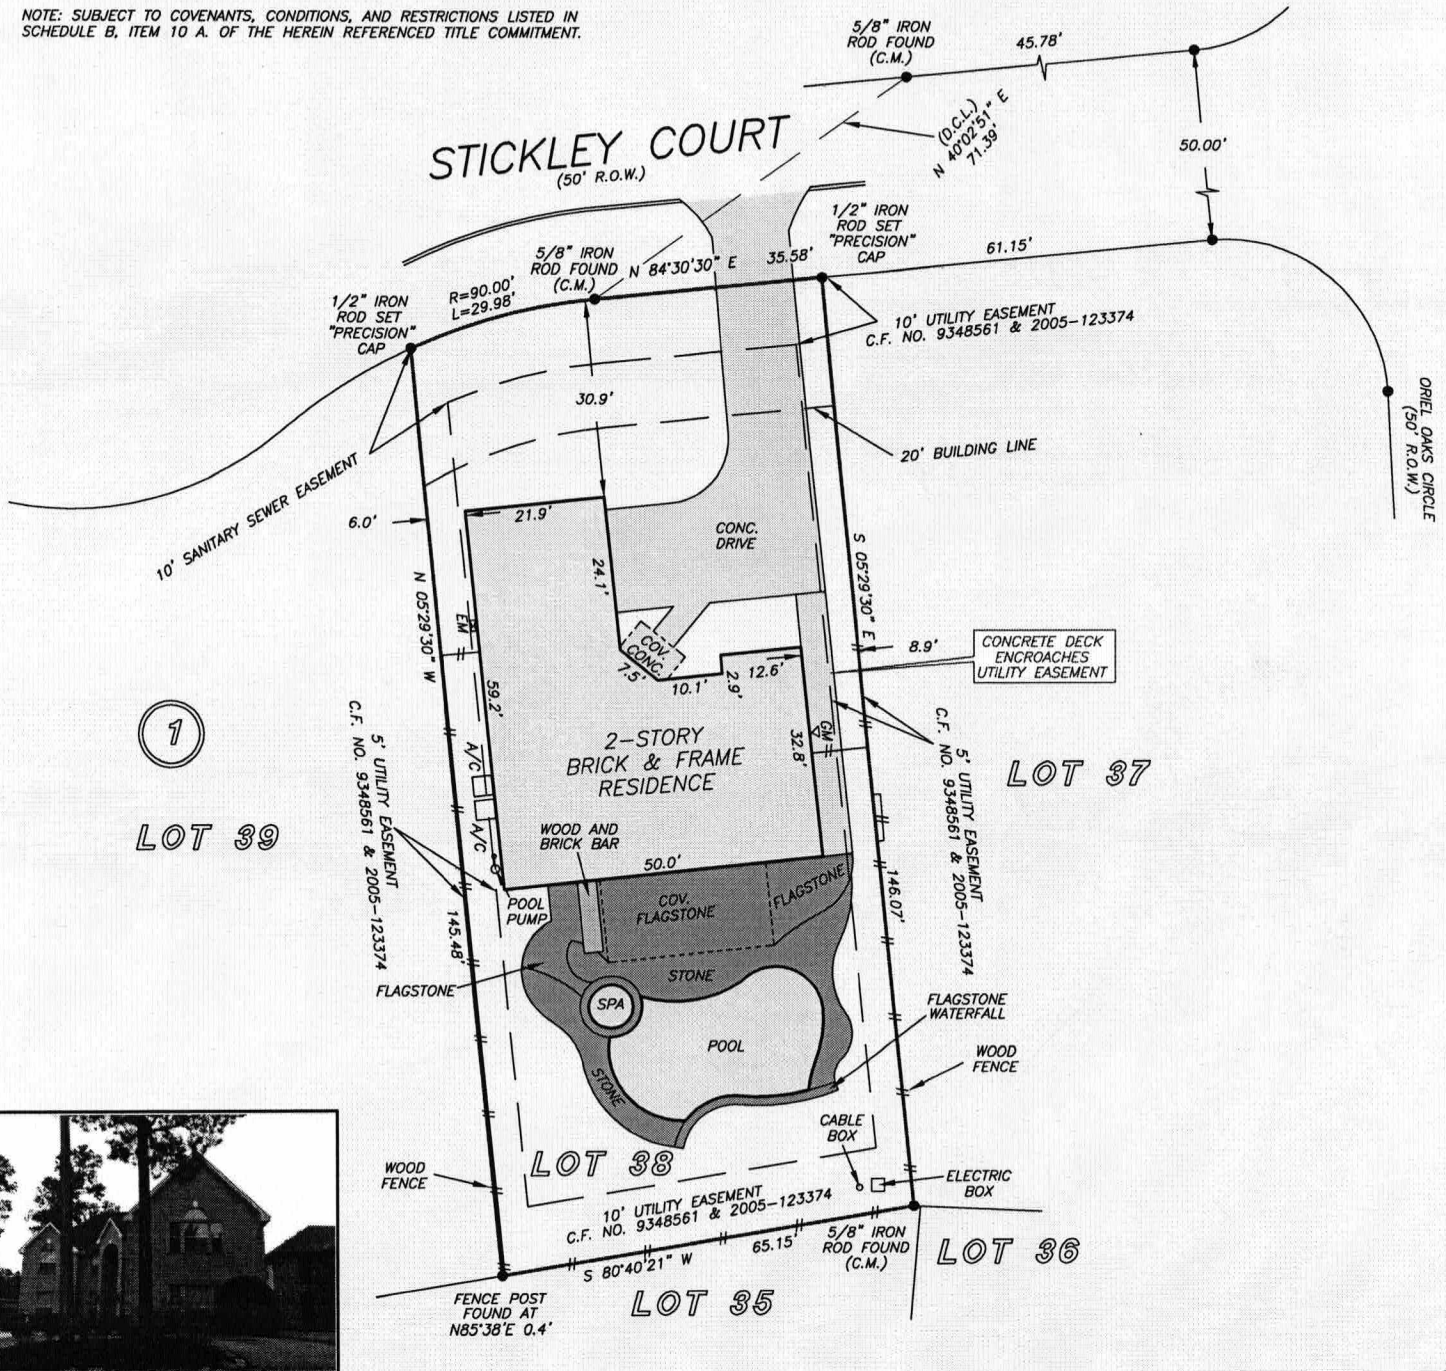 NOTE: SUBJECT TO COVENANTS, CONDITIONS, AND RESTRICTIONS LISTED IN
SCHEDULE B, ITEM 10 A. OF THE HEREIN REFERENCED TITLE COMMITMENT.
5/8" IRON
ROD FOUND
(C.M.)
45.78'
(D.C.L.)
N 40°02'51" E
71.39'
50.00'
STICKLEY COURT
(50' R.O.W.)
1/2" IRON
ROD SET
"PRECISION"
CAP
61.15'
5/8" IRON
ROD FOUND
(C.M.)
N 84°30'30" E
35.58'
R=90.00'
L=29.98'
1/2" IRON
ROD SET
"PRECISION"
CAP
10' UTILITY EASEMENT
C.F. NO. 9348561 & 2005-123374
30.9'
20' BUILDING LINE
ORIEL OAKS CIRCLE
(50' R.O.W.)
10' SANITARY SEWER EASEMENT
6.0'
21.9'
CONC.
DRIVE
24.1'
N 05°29'30" W
S 05°29'30" E
EM
COV.
CONC.
7.5'
10.1'
2.9'
12.6'
8.9'
CONCRETE DECK
ENCROACHES
UTILITY EASEMENT
59.2'
1
2-STORY
BRICK & FRAME
RESIDENCE
32.8'
GM
5' UTILITY EASEMENT
C.F. NO. 9348561 & 2005-123374
5' UTILITY EASEMENT
C.F. NO. 9348561 & 2005-123374
LOT 37
LOT 39
A/C
A/C
WOOD AND
BRICK BAR
50.0'
POOL
PUMP
COV.
FLAGSTONE
FLAGSTONE
146.07'
145.48'
FLAGSTONE
STONE
SPA
POOL
STONE
FLAGSTONE
WATERFALL
WOOD
FENCE
CABLE
BOX
LOT 38
WOOD
FENCE
ELECTRIC
BOX
10' UTILITY EASEMENT
C.F. NO. 9348561 & 2005-123374
65.15'
5/8" IRON
ROD FOUND
(C.M.)
S 80°40'21" W
LOT 36
LOT 35
FENCE POST
FOUND AT
N85°38'E 0.4'